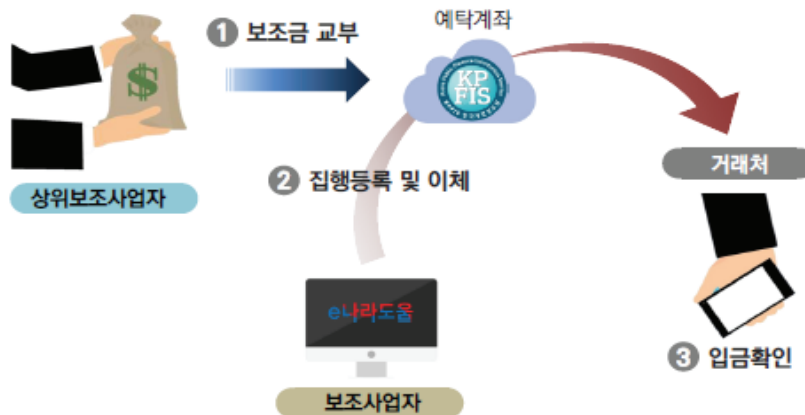 예탁계좌
1 보조금 교부
KP
FIS
거래처
2 집행등록 및 이체
상위보조사업자
e나라도움
3 입금확인
보조사업자